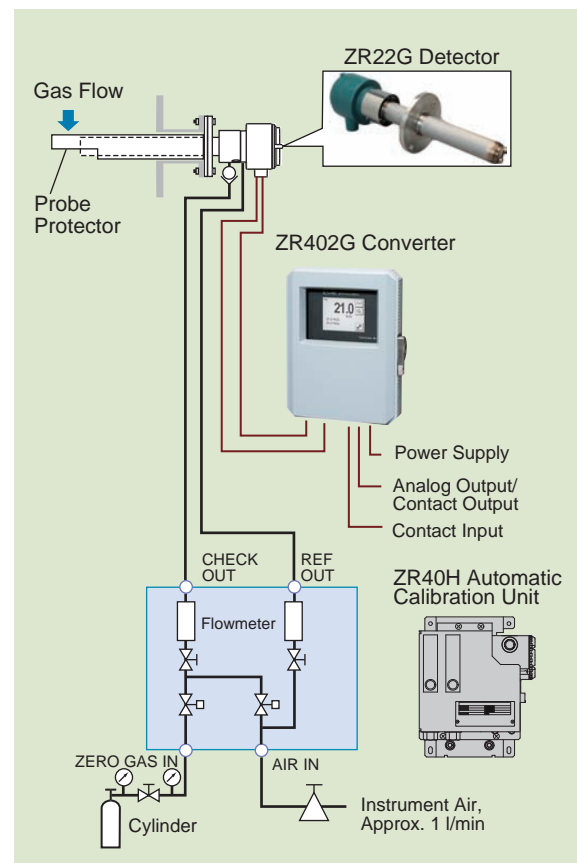 ZR22G Detector
Gas Flow
Probe
Protector
ZR402G Converter
21.0
Power Supply
Analog Output/
Contact Output
Contact Input
CHECK
OUT
REF
OUT
Flowmeter
ZR40H Automatic
Calibration Unit
ZERO GAS IN
AIR IN
Cylinder
Instrument Air,
Approx. 1 l/min